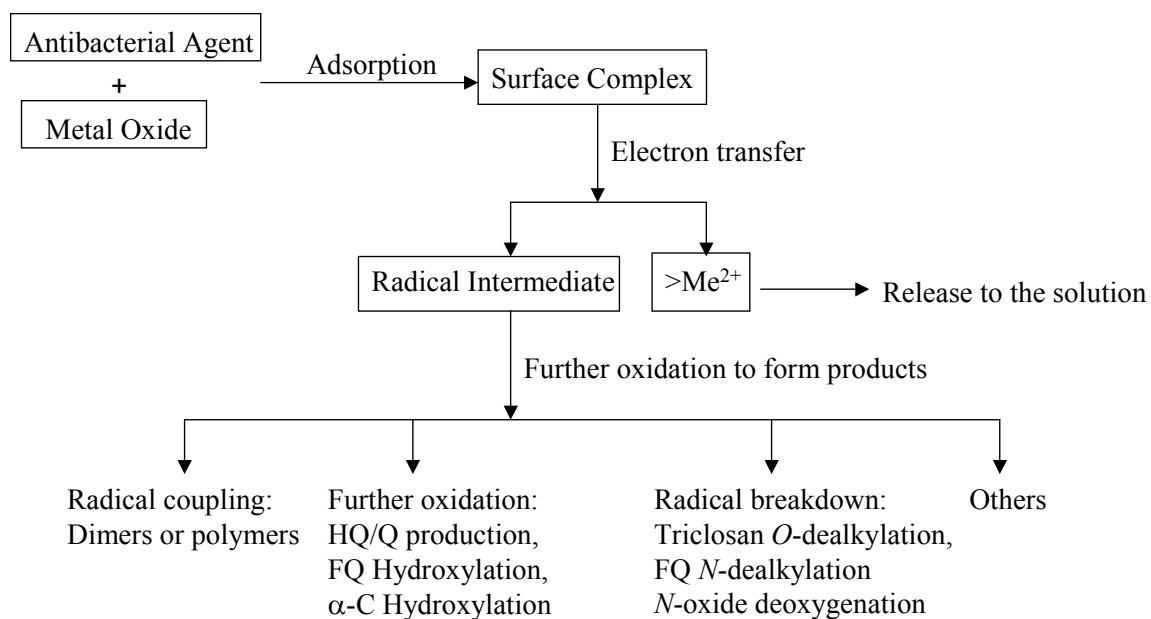 Antibacterial Agent
+
Metal Oxide
Adsorption
Surface Complex
Electron transfer
Radical Intermediate
>Me²⁺
Release to the solution
Further oxidation to form products
Radical coupling:
Dimers or polymers
Further oxidation:
HQ/Q production,
FQ Hydroxylation,
α-C Hydroxylation
Radical breakdown:
Triclosan O-dealkylation,
FQ N-dealkylation
N-oxide deoxygenation
Others